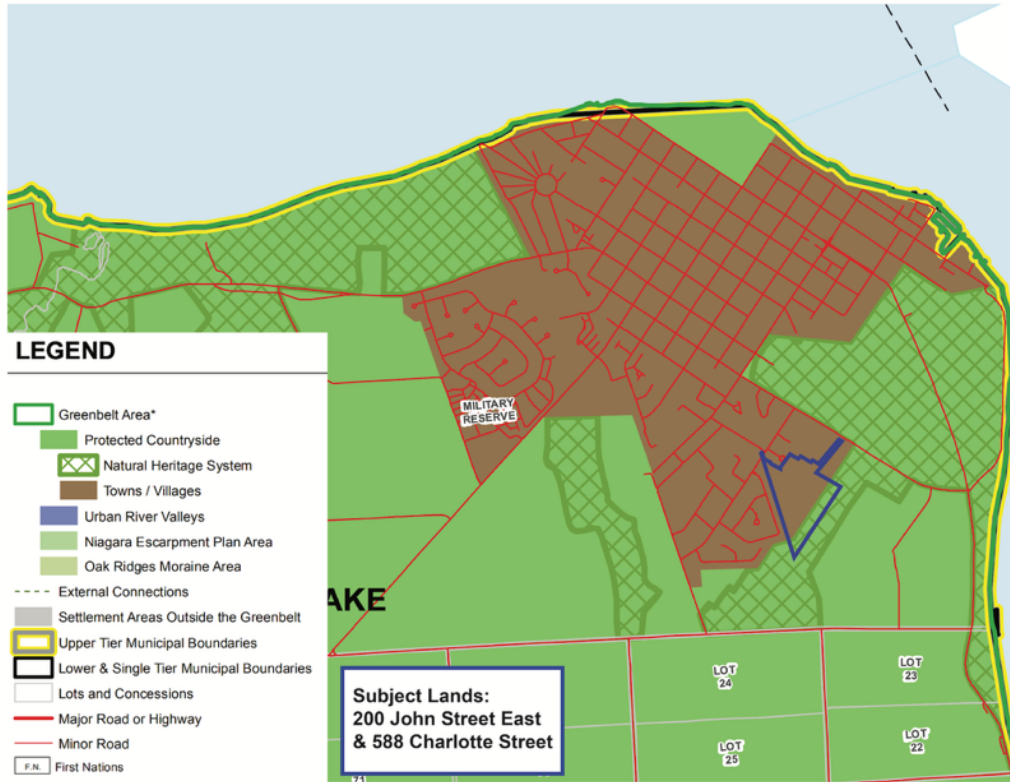 MILITARY
RESERVE
LEGEND
Greenbelt Area*
Protected Countryside
Natural Heritage System
Towns / Villages
Urban River Valleys
Niagara Escarpment Plan Area
Oak Ridges Moraine Area
External Connections
Settlement Areas Outside the Greenbelt
Upper Tier Municipal Boundaries
Lower & Single Tier Municipal Boundaries
Lots and Concessions
Major Road or Highway
Minor Road
F.N. First Nations
AKE
Subject Lands:
200 John Street East
& 588 Charlotte Street
LOT
24
LOT
23
LOT
25
LOT
22
71